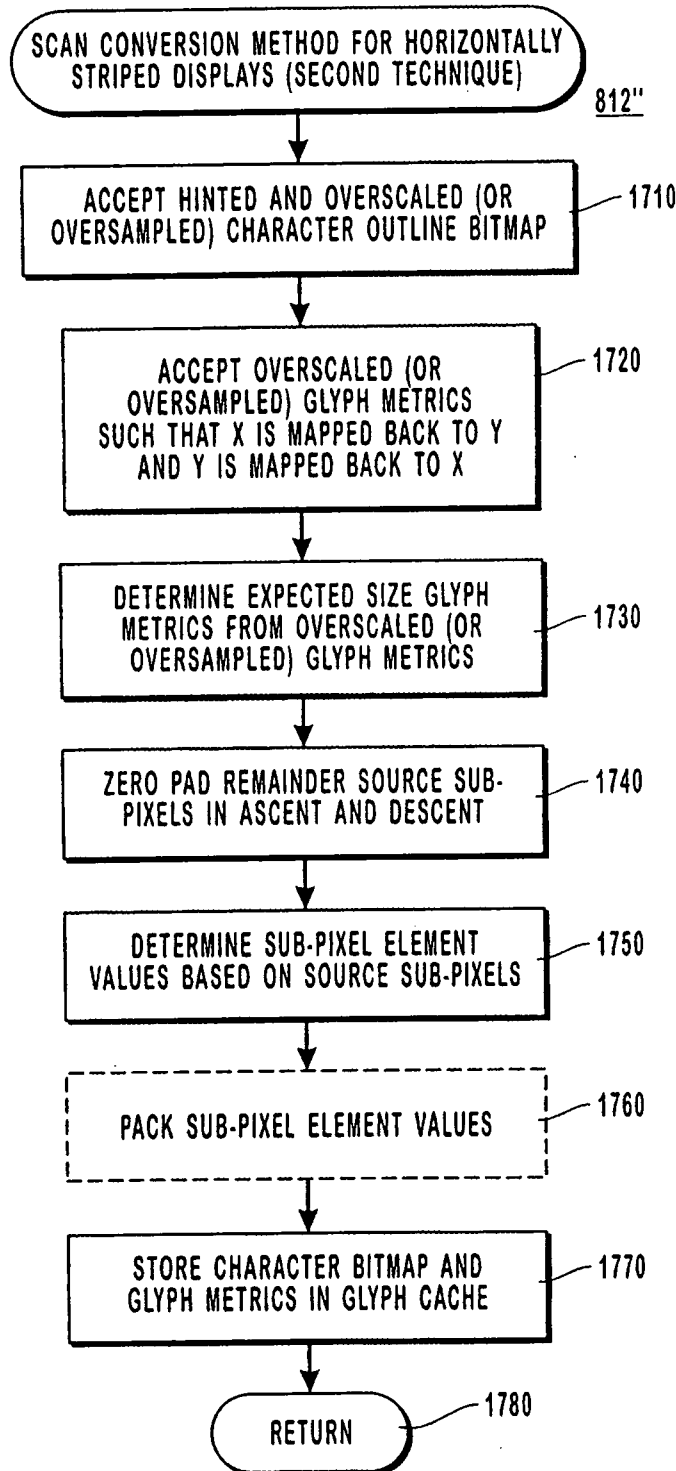 SCAN CONVERSION METHOD FOR HORIZONTALLY
STRIPED DISPLAYS (SECOND TECHNIQUE)
812"
ACCEPT HINTED AND OVERSCALED (OR
OVERSAMPLED) CHARACTER OUTLINE BITMAP
1710
ACCEPT OVERSCALED (OR
OVERSAMPLED) GLYPH METRICS
SUCH THAT X IS MAPPED BACK TO Y
AND Y IS MAPPED BACK TO X
1720
DETERMINE EXPECTED SIZE GLYPH
METRICS FROM OVERSCALED (OR
OVERSAMPLED) GLYPH METRICS
1730
ZERO PAD REMAINDER SOURCE SUB-
PIXELS IN ASCENT AND DESCENT
1740
DETERMINE SUB-PIXEL ELEMENT
VALUES BASED ON SOURCE SUB-PIXELS
1750
PACK SUB-PIXEL ELEMENT VALUES
1760
STORE CHARACTER BITMAP AND
GLYPH METRICS IN GLYPH CACHE
1770
RETURN
1780